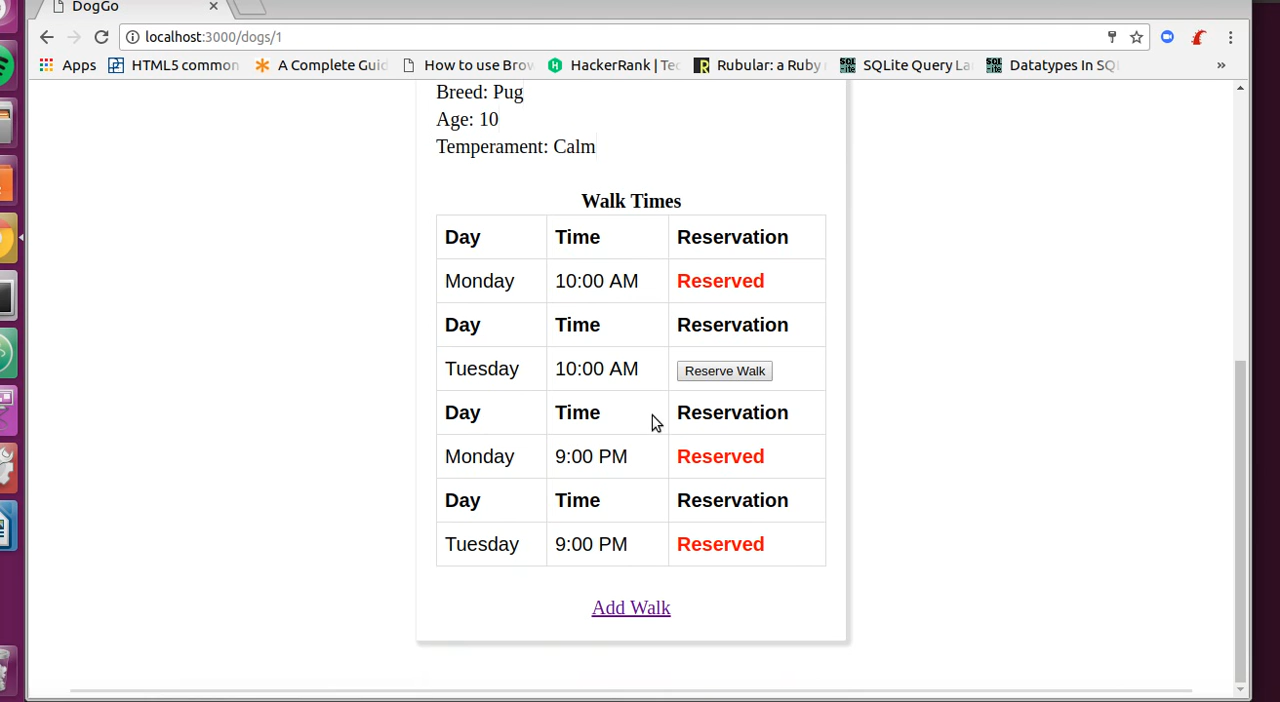 DogGo
localhost:3000/dogs/1
Apps HTML5 common A Complete Guid How to use Brow HackerRank | Tec Rubular: a Ruby SQLite Query La Datatypes In SQ »
Breed: Pug
Age: 10
Temperament: Calm
Walk Times
Day Time Reservation
Monday 10:00 AM Reserved
Day Time Reservation
Tuesday 10:00 AM Reserve Walk
Day Time Reservation
Monday 9:00 PM Reserved
Day Time Reservation
Tuesday 9:00 PM Reserved
Add Walk